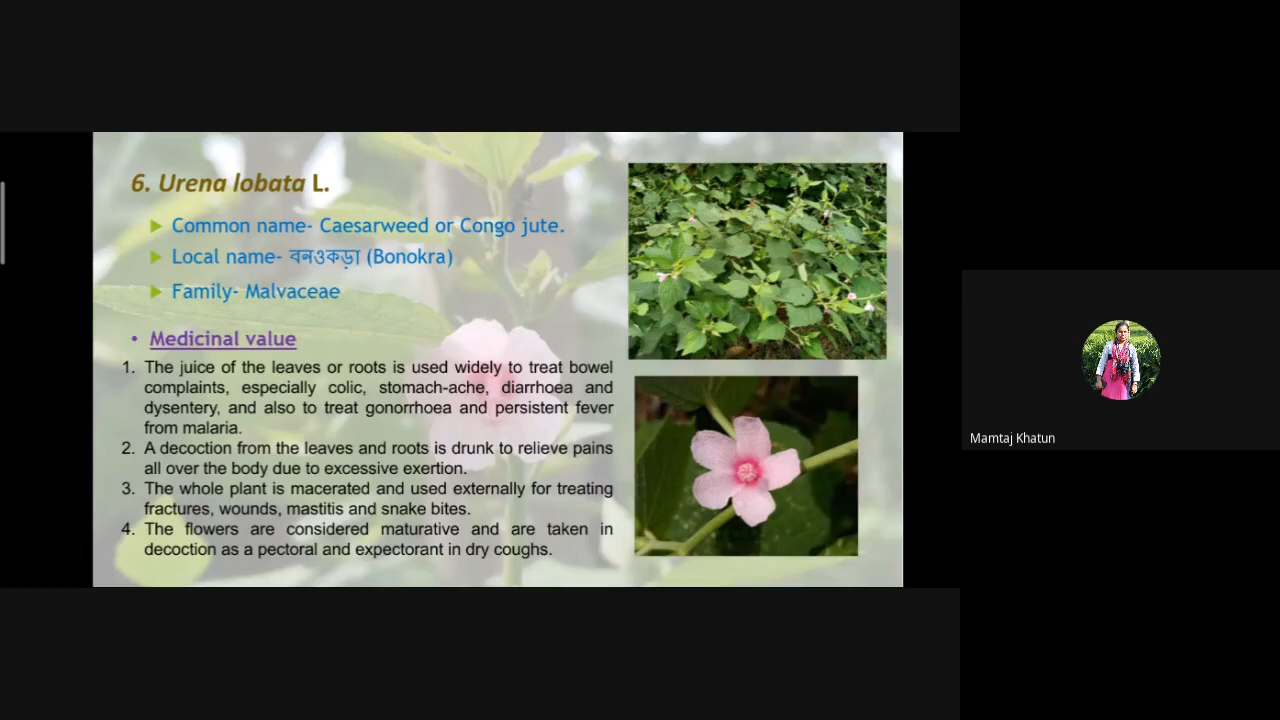 6. Urena lobata L.
Common name- Caesarweed or Congo jute.
Local name- বনওকড়া (Bonokra)
Family- Malvaceae
• Medicinal value
1. The juice of the leaves or roots is used widely to treat bowel
complaints, especially colic, stomach-ache, diarrhoea and
dysentery, and also to treat gonorrhoea and persistent fever
from malaria.
2. A decoction from the leaves and roots is drunk to relieve pains
all over the body due to excessive exertion.
3. The whole plant is macerated and used externally for treating
fractures, wounds, mastitis and snake bites.
4. The flowers are considered maturative and are taken in
decoction as a pectoral and expectorant in dry coughs.
Mamtaj Khatun